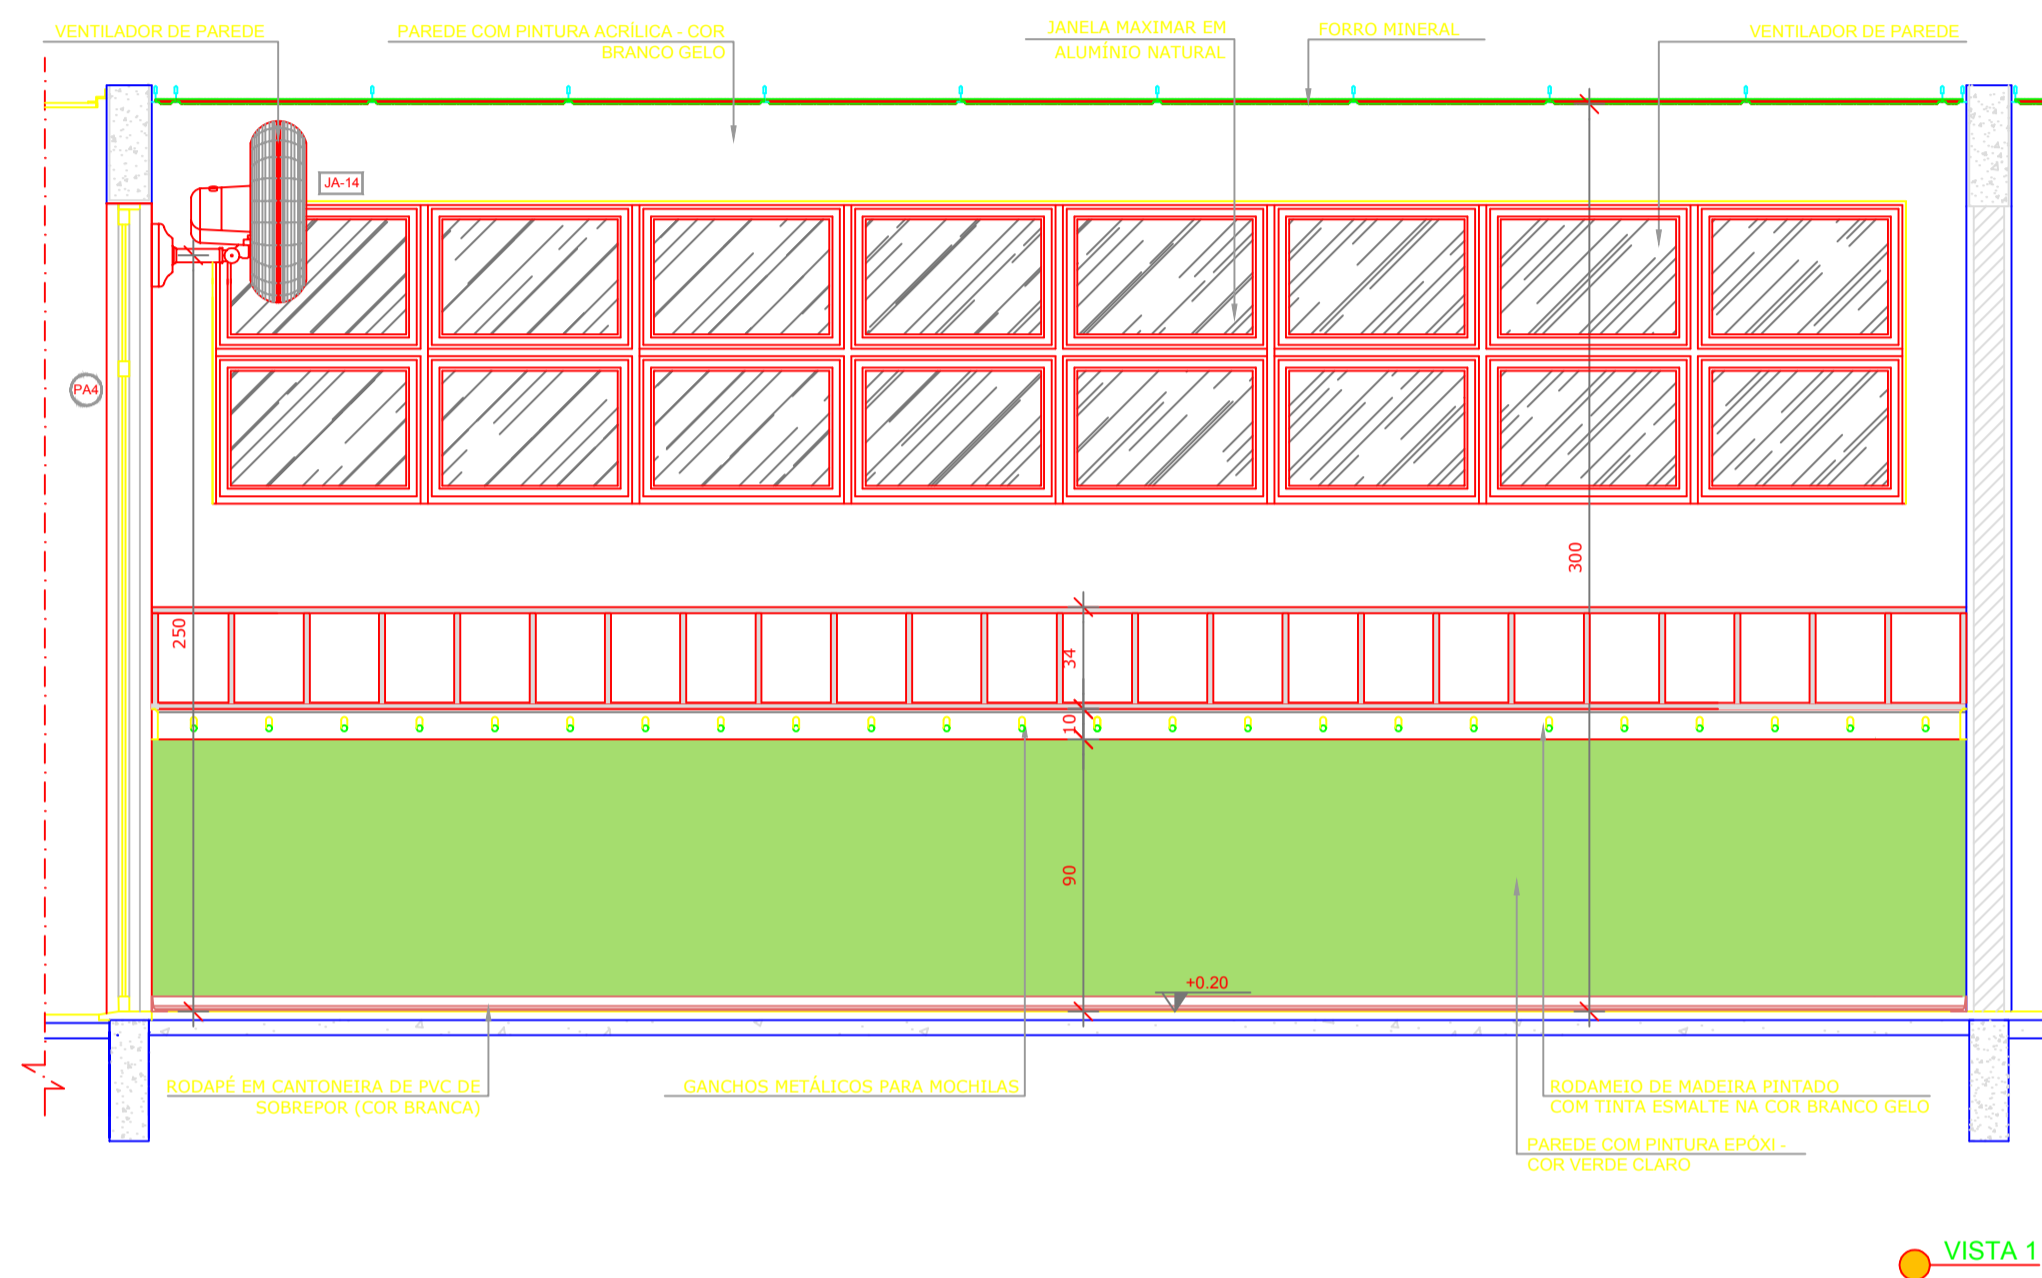 VENTILADOR DE PAREDE
PAREDE COM PINTURA ACRÍLICA - COR
BRANCO GELO
JANELA MAXIMAR EM
ALUMÍNIO NATURAL
FORRO MINERAL
VENTILADOR DE PAREDE
JA-14
PA4
300
250
34
10
90
+0.20
RODAPÉ EM CANTONEIRA DE PVC DE
SOBREPOR (COR BRANCA)
GANCHOS METÁLICOS PARA MOCHILAS
RODAMEIO DE MADEIRA PINTADO
COM TINTA ESMALTE NA COR BRANCO GELO
PAREDE COM PINTURA EPÓXI -
COR VERDE CLARO
VISTA 1